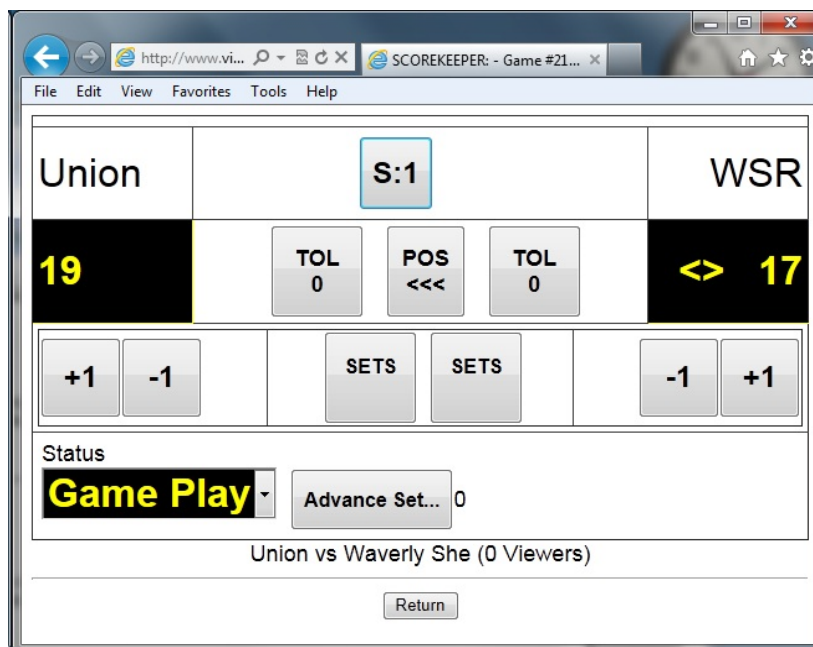 http://www.vi...
SCOREKEEPER: - Game #21...
File Edit View Favorites Tools Help
Union S:1 WSR
19 TOL 0 POS <<< TOL 0 <> 17
+1 -1 SETS SETS -1 +1
Status
Game Play Advance Set... 0
Union vs Waverly She (0 Viewers)
Return